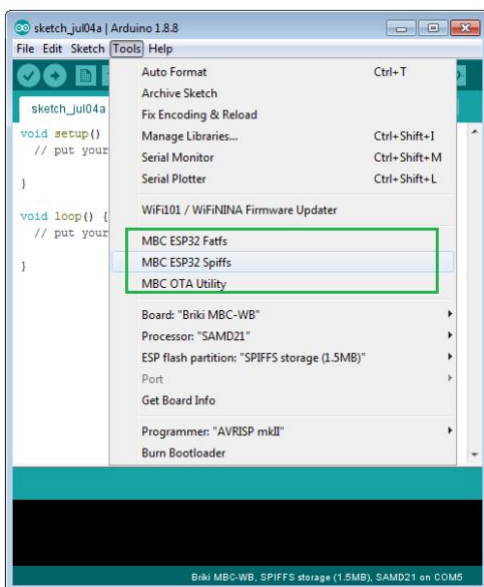 sketch_jul04a | Arduino 1.8.8
File Edit Sketch Tools Help
sketch_jul04a
void setup()
// put your
}
void loop() {
// put your
}
Auto Format Ctrl+T
Archive Sketch
Fix Encoding & Reload
Manage Libraries... Ctrl+Shift+I
Serial Monitor Ctrl+Shift+M
Serial Plotter Ctrl+Shift+L
WiFi101 / WiFiNINA Firmware Updater
MBC ESP32 Fatfs
MBC ESP32 Spiffs
MBC OTA Utility
Board: "Briki MBC-WB"
Processor: "SAMD21"
ESP flash partition: "SPIFFS storage (1.5MB)"
Port
Get Board Info
Programmer: "AVRISP mkII"
Burn Bootloader
Briki MBC-WB, SPIFFS storage (1.5MB), SAMD21 on COM5